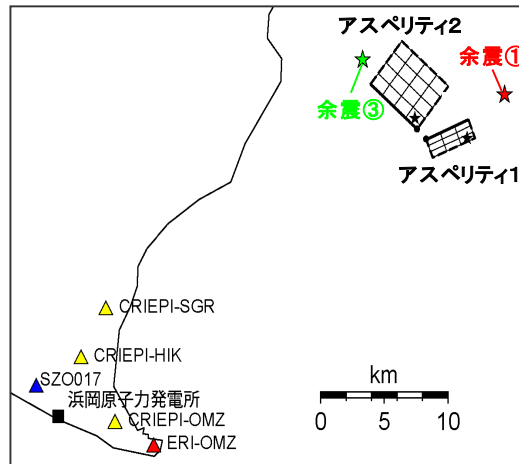 アスペリティ2
余震①
余震③
アスペリティ1
CRIEPI-SGR
CRIEPI-HIK
SZO017
浜岡原子力発電所
CRIEPI-OMZ
ERI-OMZ
km
0 5 10